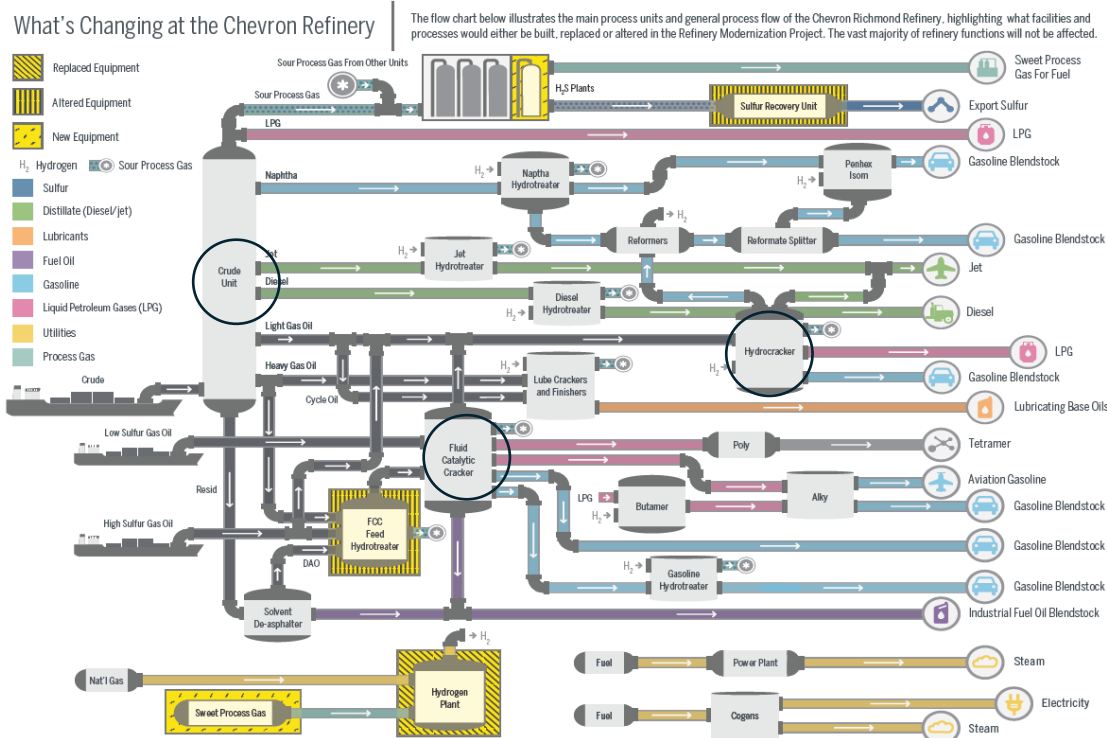 What's Changing at the Chevron Refinery
The flow chart below illustrates the main process units and general process flow of the Chevron Richmond Refinery, highlighting what facilities and
processes would either be built, replaced or altered in the Refinery Modernization Project. The vast majority of refinery functions will not be affected.
Replaced Equipment
Altered Equipment
New Equipment
H2 Hydrogen
Sour Process Gas
Sulfur
Distillate (Diesel/jet)
Lubricants
Fuel Oil
Gasoline
Liquid Petroleum Gases (LPG)
Utilities
Process Gas
Sour Process Gas From Other Units
Sour Process Gas
H2S Plants
Sweet Process
Gas For Fuel
Sulfur Recovery Unit
Export Sulfur
LPG
LPG
Naphtha
H2
Naptha
Hydrotreater
H2
Penhex
Isom
Gasoline Blendstock
H2
Reformers
Reformate Splitter
Gasoline Blendstock
Crude
Unit
Jet
H2
Jet
Hydrotreater
Jet
Diesel
H2
Diesel
Hydrotreater
Diesel
Light Gas Oil
H2
Hydrocracker
LPG
Gasoline Blendstock
Heavy Gas Oil
Cycle Oil
H2
Lube Crackers
and Finishers
Lubricating Base Oils
Crude
Low Sulfur Gas Oil
Fluid
Catalytic
Cracker
Poly
Tetramer
LPG
H2
Butamer
Alky
Aviation Gasoline
Gasoline Blendstock
Resid
High Sulfur Gas Oil
FCC
Feed
Hydrotreater
DAO
Gasoline Blendstock
H2
Gasoline
Hydrotreater
Gasoline Blendstock
Solvent
De-asphalter
Industrial Fuel Oil Blendstock
H2
Nat'l Gas
Sweet Process Gas
Hydrogen
Plant
Fuel
Power Plant
Steam
Fuel
Cogens
Electricity
Steam